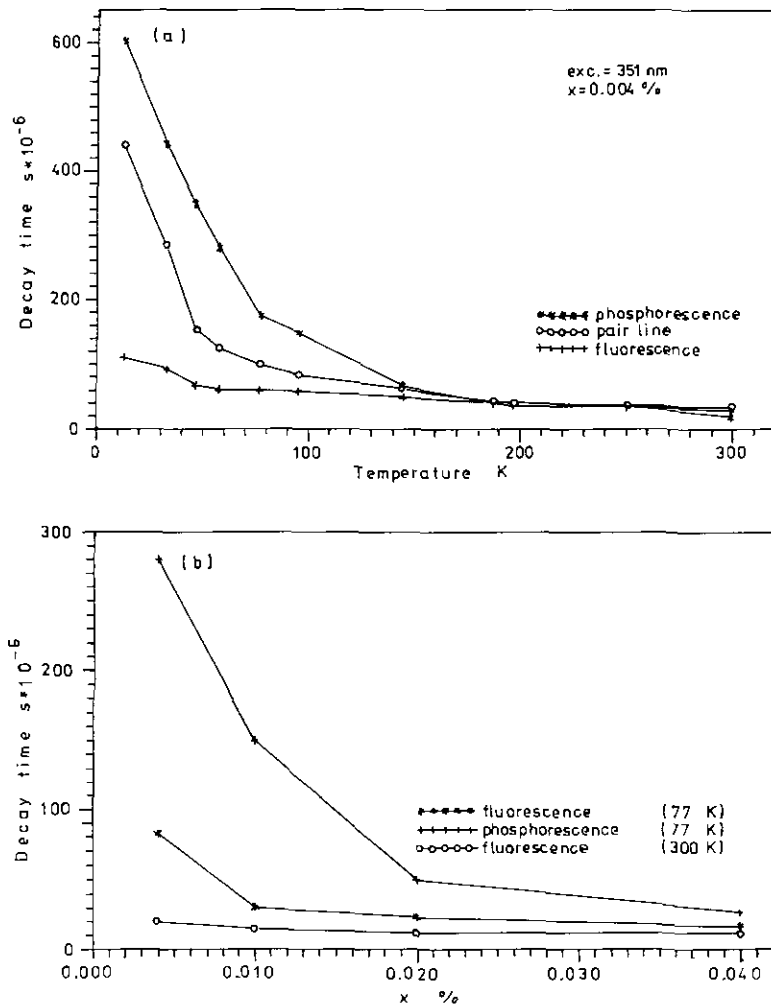 (a)
exc.= 351 nm
x=0.004 %
600
400
200
0
Decay time s*10⁻⁶
phosphorescence
pair line
fluorescence
0 100 200 300
Temperature K
(b)
300
200
100
0
Decay time s*10⁻⁶
fluorescence (77 K)
phosphorescence (77 K)
fluorescence (300 K)
0.000 0.010 0.020 0.030 0.040
x %